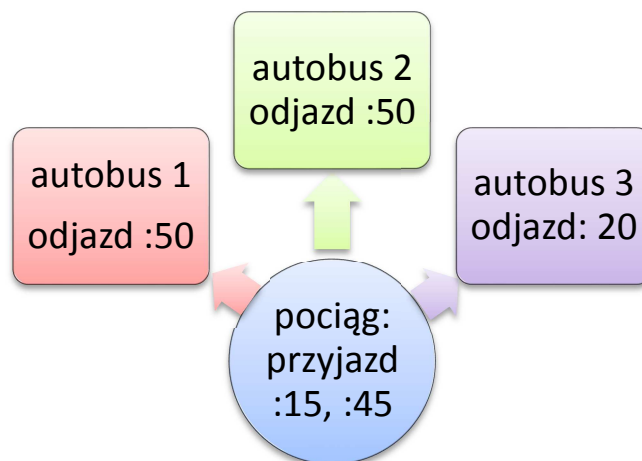 autobus 2
odjazd :50
autobus 1
odjazd :50
autobus 3
odjazd: 20
pociąg:
przyjazd
:15, :45